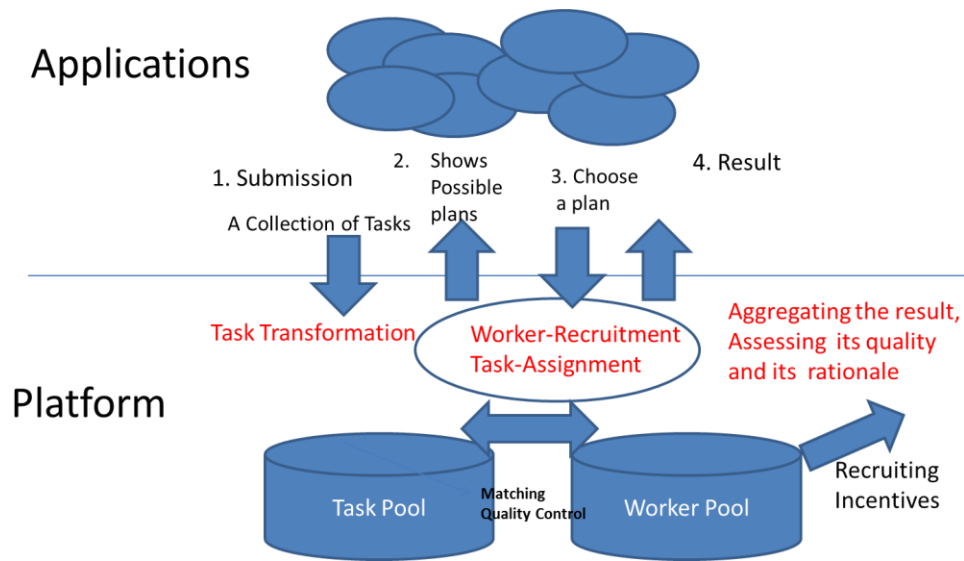 Applications
1. Submission
A Collection of Tasks
2. Shows
Possible
plans
3. Choose
a plan
4. Result
Task Transformation
Worker-Recruitment
Task-Assignment
Aggregating the result,
Assessing its quality
and its rationale
Platform
Task Pool
Matching
Quality Control
Worker Pool
Recruiting
Incentives